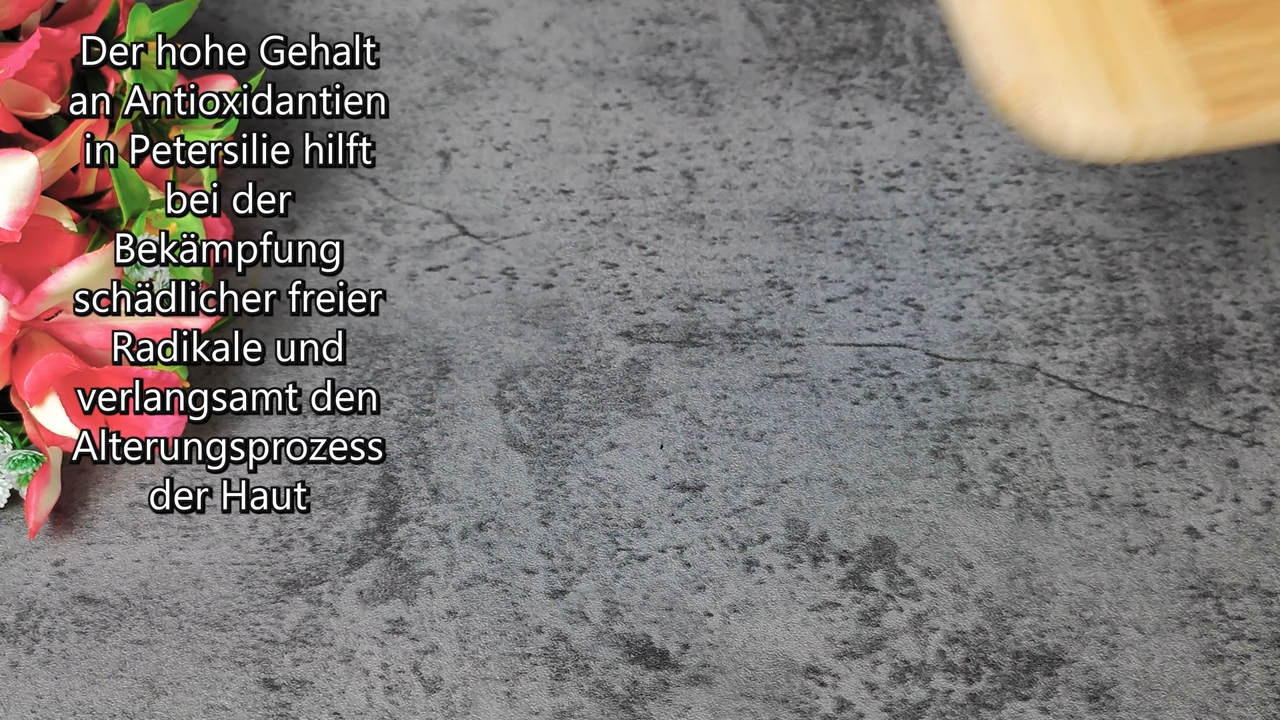 Der hohe Gehalt
an Antioxidantien
in Petersilie hilft
bei der
Bekämpfung
schädlicher freier
Radikale und
verlangsamt den
Alterungsprozess
der Haut